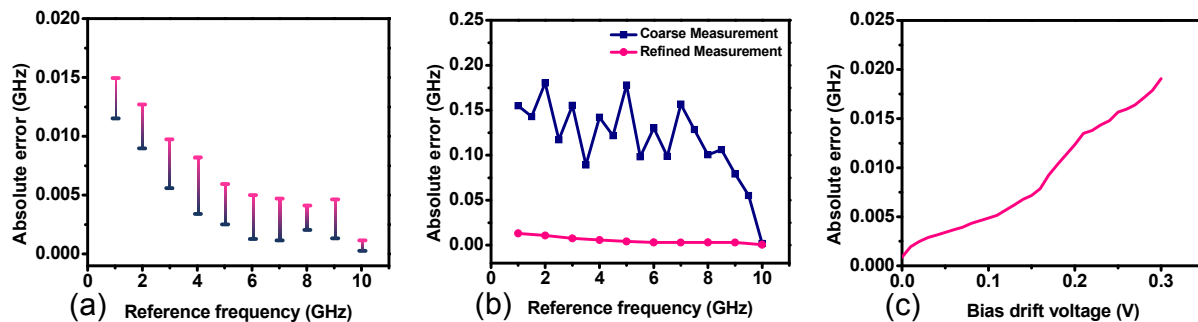 0.020
0.015
0.010
0.005
0.000
Absolute error (GHz)
0 2 4 6 8 10
(a) Reference frequency (GHz)
0.25
0.20
0.15
0.10
0.05
0.00
Absolute error (GHz)
Coarse Measurement
Refined Measurement
0 2 4 6 8 10
(b) Reference frequency (GHz)
0.025
0.020
0.015
0.010
0.005
0.000
Absolute error (GHz)
0.0 0.1 0.2 0.3
(c) Bias drift voltage (V)